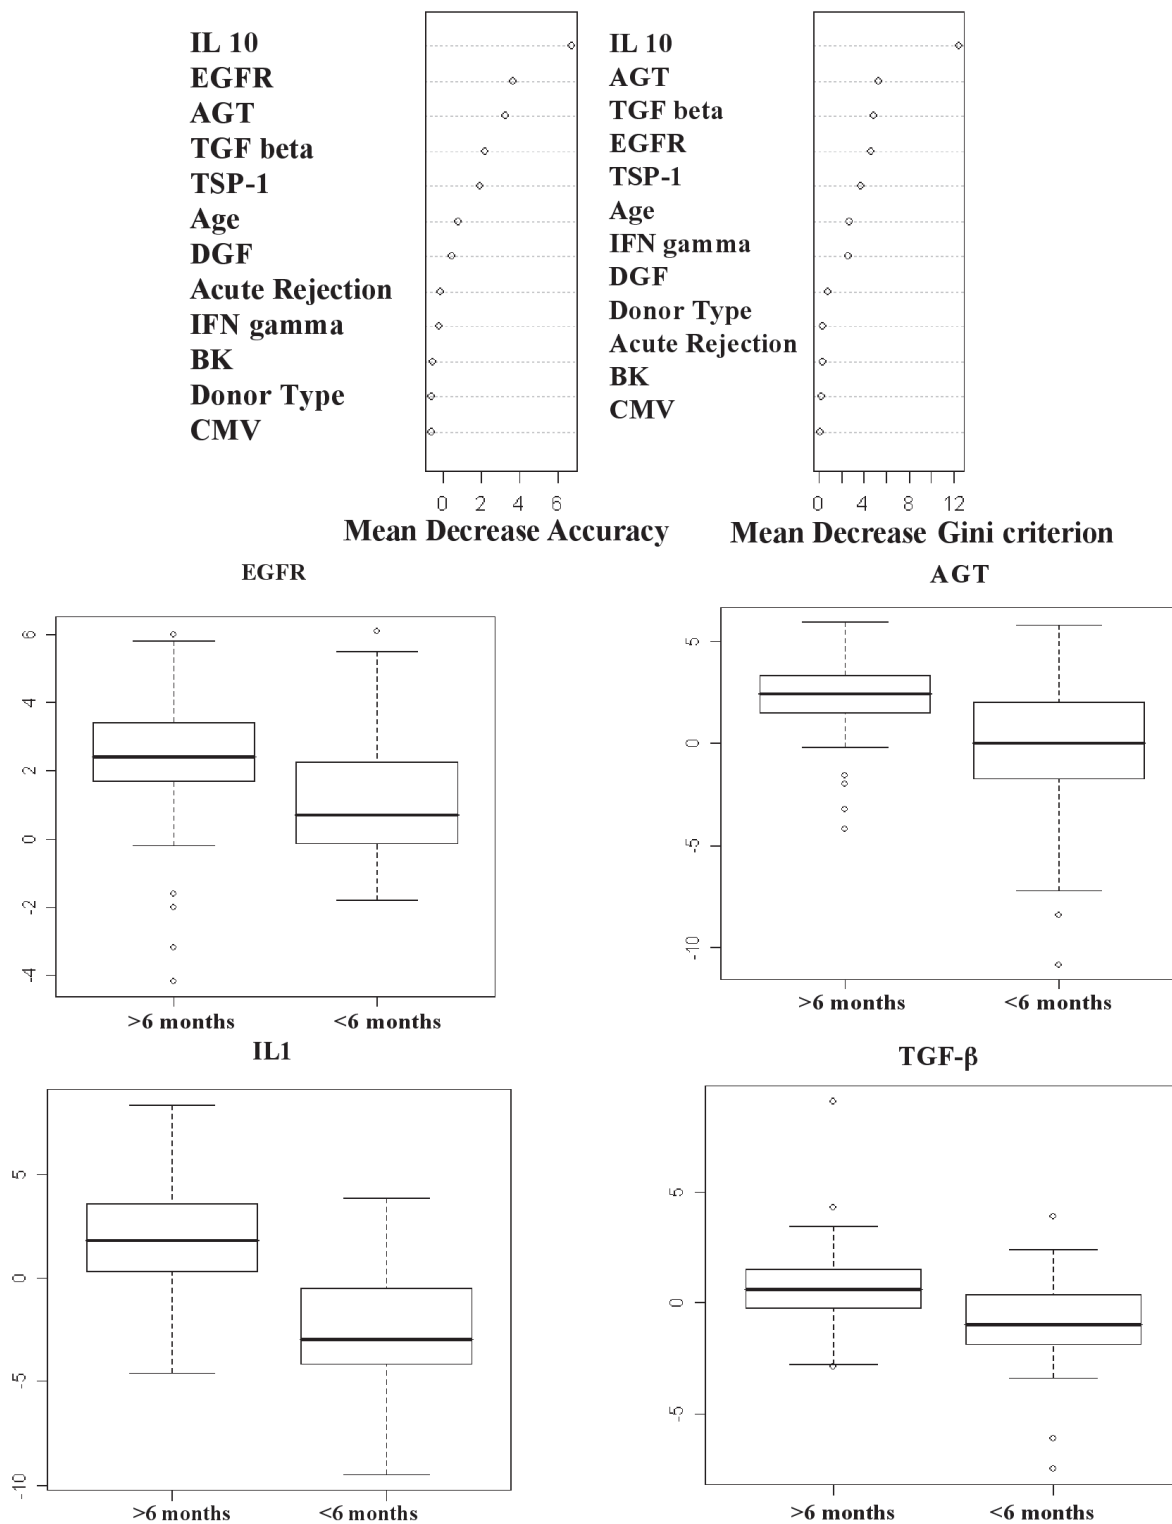 IL 10
EGFR
AGT
TGF beta
TSP-1
Age
DGF
Acute Rejection
IFN gamma
BK
Donor Type
CMV
0 2 4 6
Mean Decrease Accuracy
IL 10
AGT
TGF beta
EGFR
TSP-1
Age
IFN gamma
DGF
Donor Type
Acute Rejection
BK
CMV
0 4 8 12
Mean Decrease Gini criterion
EGFR
6
4
2
0
-2
-4
>6 months <6 months
AGT
5
0
-5
-10
>6 months <6 months
IL1
5
0
-5
-10
>6 months <6 months
TGF-β
5
0
-5
>6 months <6 months